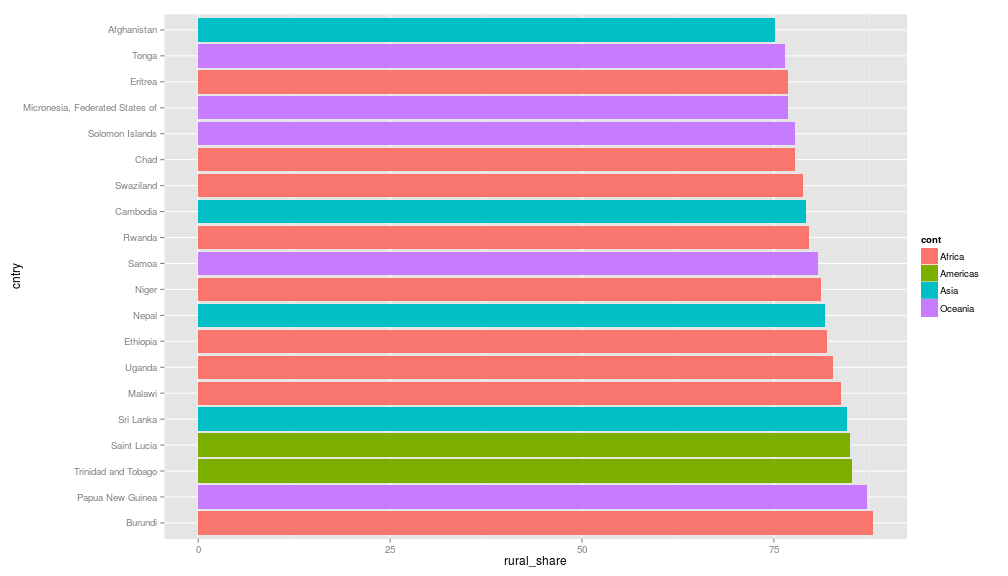 Afghanistan
Tonga
Eritrea
Micronesia, Federated States of
Solomon Islands
Chad
Swaziland
Cambodia
Rwanda
Samoa
Niger
Nepal
Ethiopia
Uganda
Malawi
Sri Lanka
Saint Lucia
Trinidad and Tobago
Papua New Guinea
Burundi
cntry
0 25 50 75
rural_share
cont
Africa
Americas
Asia
Oceania